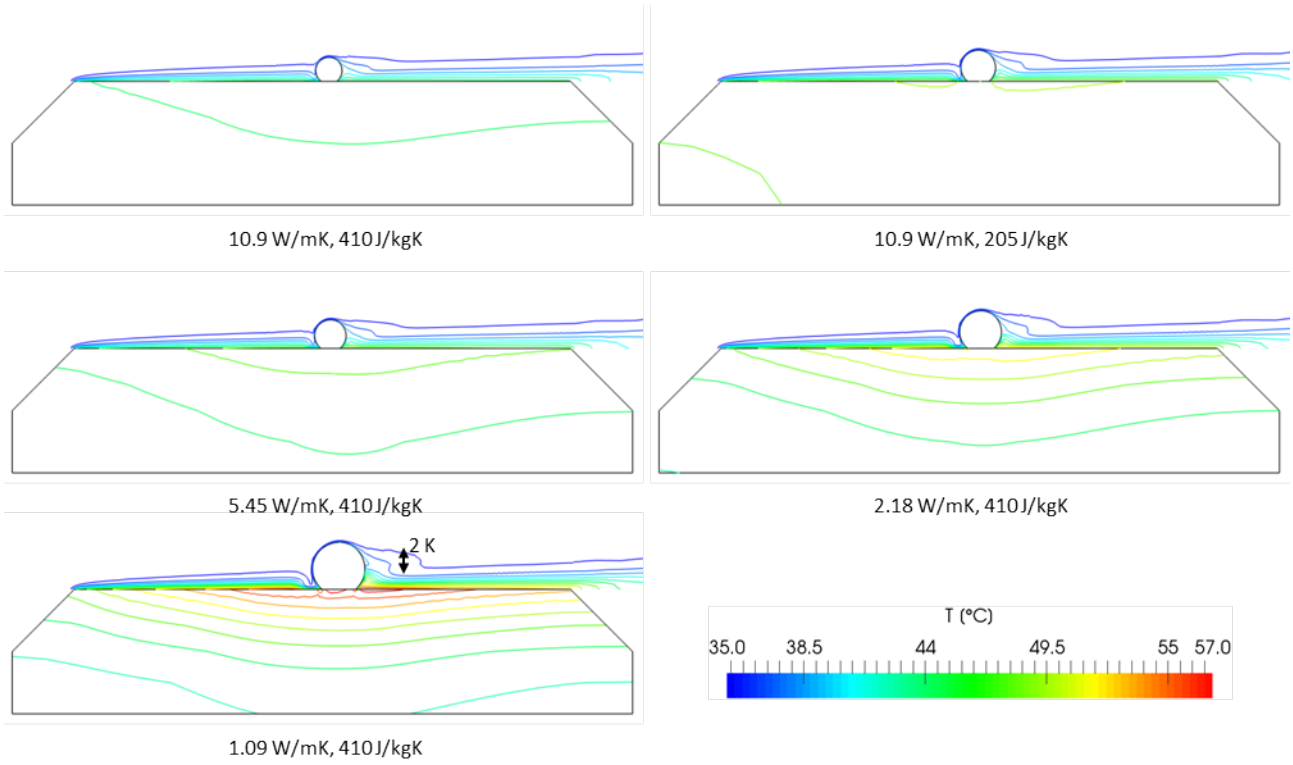 10.9 W/mK, 410 J/kgK
10.9 W/mK, 205 J/kgK
5.45 W/mK, 410 J/kgK
2.18 W/mK, 410 J/kgK
2 K
1.09 W/mK, 410 J/kgK
T (°C)
35.0 38.5 44 49.5 55 57.0